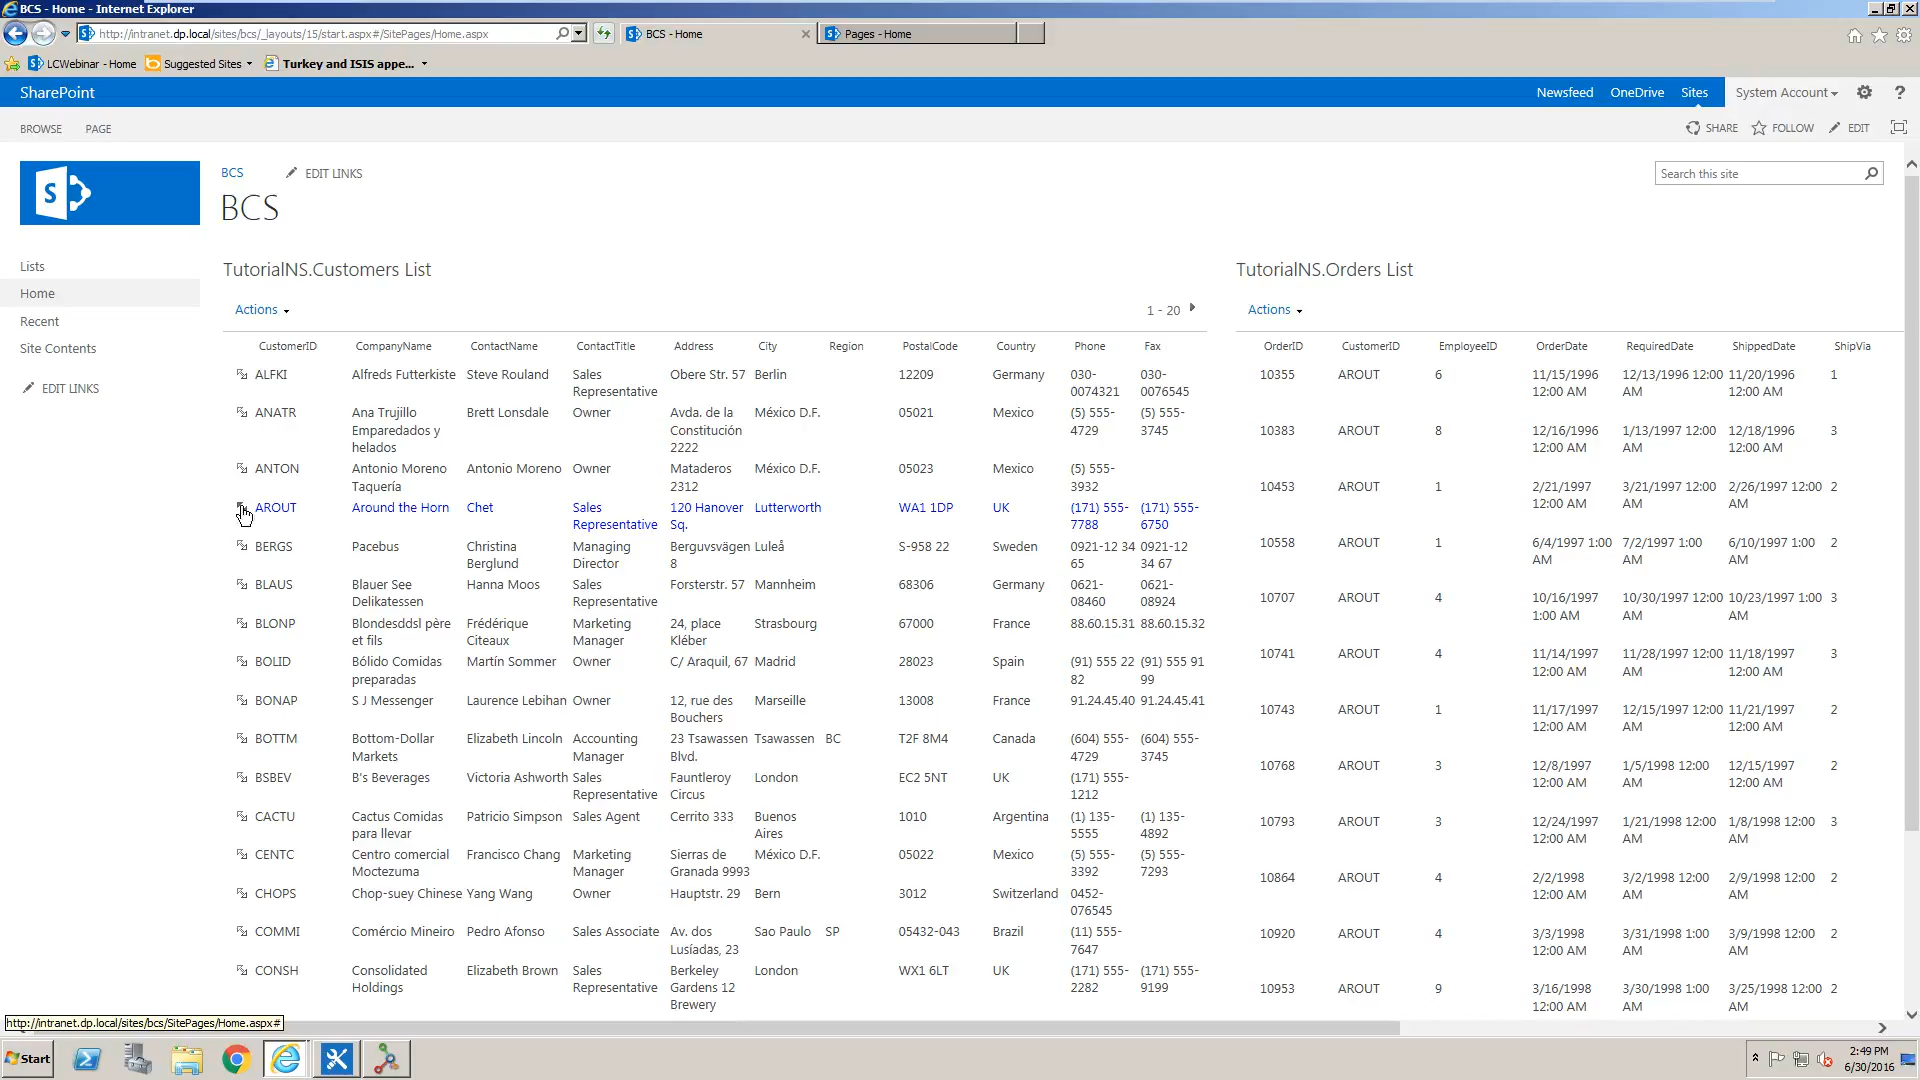 BCS - Home - Internet Explorer
http://intranet.dp.local/sites/bcs/_layouts/15/start.aspx#/SitePages/Home.aspx
BCS - Home
Pages - Home
LCWebinar - Home
Suggested Sites
Turkey and ISIS appe...
SharePoint
Newsfeed
OneDrive
Sites
System Account
?
BROWSE
PAGE
SHARE
FOLLOW
EDIT
S
BCS
EDIT LINKS
Search this site
BCS
Lists
Home
Recent
Site Contents
EDIT LINKS
TutorialNS.Customers List
Actions
1 - 20
CustomerID CompanyName ContactName ContactTitle Address City Region PostalCode Country Phone Fax
ALFKI Alfreds Futterkiste Steve Rouland Sales Obere Str. 57 Berlin 12209 Germany 030- 030-
Representative 0074321 0076545
ANATR Ana Trujillo Brett Lonsdale Owner Avda. de la México D.F. 05021 Mexico (5) 555- (5) 555-
Emparedados y Constitución 4729 3745
helados 2222
ANTON Antonio Moreno Antonio Moreno Owner Mataderos México D.F. 05023 Mexico (5) 555-
Taquería 2312 3932
AROUT Around the Horn Chet Sales 120 Hanover Lutterworth WA1 1DP UK (171) 555- (171) 555-
Representative Sq. 7788 6750
BERGS Pacebus Christina Managing Berguvsvägen Luleå S-958 22 Sweden 0921-12 34 0921-12
Berglund Director 8 65 34 67
BLAUS Blauer See Hanna Moos Sales Forsterstr. 57 Mannheim 68306 Germany 0621- 0621-
Delikatessen Representative 08460 08924
BLONP Blondesddsl père Frédérique Marketing 24, place Strasbourg 67000 France 88.60.15.31 88.60.15.32
et fils Citeaux Manager Kléber
BOLID Bólido Comidas Martín Sommer Owner C/ Araquil, 67 Madrid 28023 Spain (91) 555 22 (91) 555 91
preparadas 82 99
BONAP S J Messenger Laurence Lebihan Owner 12, rue des Marseille 13008 France 91.24.45.40 91.24.45.41
Bouchers
BOTTM Bottom-Dollar Elizabeth Lincoln Accounting 23 Tsawassen Tsawassen BC T2F 8M4 Canada (604) 555- (604) 555-
Markets Manager Blvd. 4729 3745
BSBEV B's Beverages Victoria Ashworth Sales Fauntleroy London EC2 5NT UK (171) 555-
Representative Circus 1212
CACTU Cactus Comidas Patricio Simpson Sales Agent Cerrito 333 Buenos 1010 Argentina (1) 135- (1) 135-
para llevar Aires 5555 4892
CENTC Centro comercial Francisco Chang Marketing Sierras de México D.F. 05022 Mexico (5) 555- (5) 555-
Moctezuma Manager Granada 9993 3392 7293
CHOPS Chop-suey Chinese Yang Wang Owner Hauptstr. 29 Bern 3012 Switzerland 0452-
076545
COMMI Comércio Mineiro Pedro Afonso Sales Associate Av. dos Sao Paulo SP 05432-043 Brazil (11) 555-
Lusíadas, 23 7647
CONSH Consolidated Elizabeth Brown Sales Berkeley London WX1 6LT UK (171) 555- (171) 555-
Holdings Representative Gardens 12 2282 9199
Brewery
TutorialNS.Orders List
Actions
OrderID CustomerID EmployeeID OrderDate RequiredDate ShippedDate ShipVia
10355 AROUT 6 11/15/1996 12/13/1996 12:00 11/20/1996 1
12:00 AM AM 12:00 AM
10383 AROUT 8 12/16/1996 1/13/1997 12:00 12/18/1996 3
12:00 AM AM 12:00 AM
10453 AROUT 1 2/21/1997 3/21/1997 12:00 2/26/1997 12:00 2
12:00 AM AM AM
10558 AROUT 1 6/4/1997 1:00 7/2/1997 1:00 6/10/1997 1:00 2
AM AM AM
10707 AROUT 4 10/16/1997 10/30/1997 12:00 10/23/1997 1:00 3
1:00 AM AM AM
10741 AROUT 4 11/14/1997 11/28/1997 12:00 11/18/1997 3
12:00 AM AM 12:00 AM
10743 AROUT 1 11/17/1997 12/15/1997 12:00 11/21/1997 2
12:00 AM AM 12:00 AM
10768 AROUT 3 12/8/1997 1/5/1998 12:00 12/15/1997 2
12:00 AM AM 12:00 AM
10793 AROUT 3 12/24/1997 1/21/1998 12:00 1/8/1998 12:00 3
12:00 AM AM AM
10864 AROUT 4 2/2/1998 3/2/1998 12:00 2/9/1998 12:00 2
12:00 AM AM AM
10920 AROUT 4 3/3/1998 3/31/1998 1:00 3/9/1998 12:00 2
12:00 AM AM AM
10953 AROUT 9 3/16/1998 3/30/1998 1:00 3/25/1998 12:00 2
12:00 AM AM AM
http://intranet.dp.local/sites/bcs/SitePages/Home.aspx#
Start
2:49 PM
6/30/2016